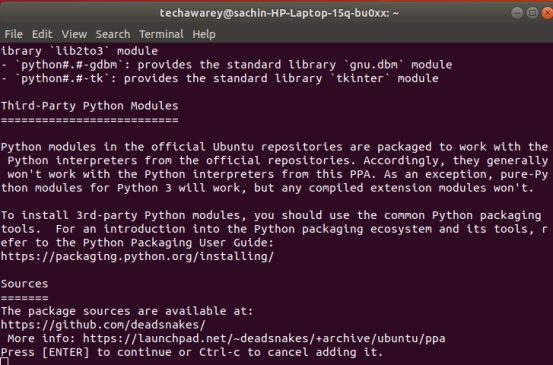 techawarey@sachin-HP-Laptop-15q-bu0xx: ~
File Edit View Search Terminal Help
ibrary `lib2to3` module
- `python#.#-gdbm`: provides the standard library `gnu.dbm` module
- `python#.#-tk`: provides the standard library `tkinter` module
Third-Party Python Modules
==========================
Python modules in the official Ubuntu repositories are packaged to work with the
 Python interpreters from the official repositories. Accordingly, they generally
 won't work with the Python interpreters from this PPA. As an exception, pure-Py
thon modules for Python 3 will work, but any compiled extension modules won't.
To install 3rd-party Python modules, you should use the common Python packaging
tools.  For an introduction into the Python packaging ecosystem and its tools, r
efer to the Python Packaging User Guide:
https://packaging.python.org/installing/
Sources
=======
The package sources are available at:
https://github.com/deadsnakes/
 More info: https://launchpad.net/~deadsnakes/+archive/ubuntu/ppa
Press [ENTER] to continue or Ctrl-c to cancel adding it.